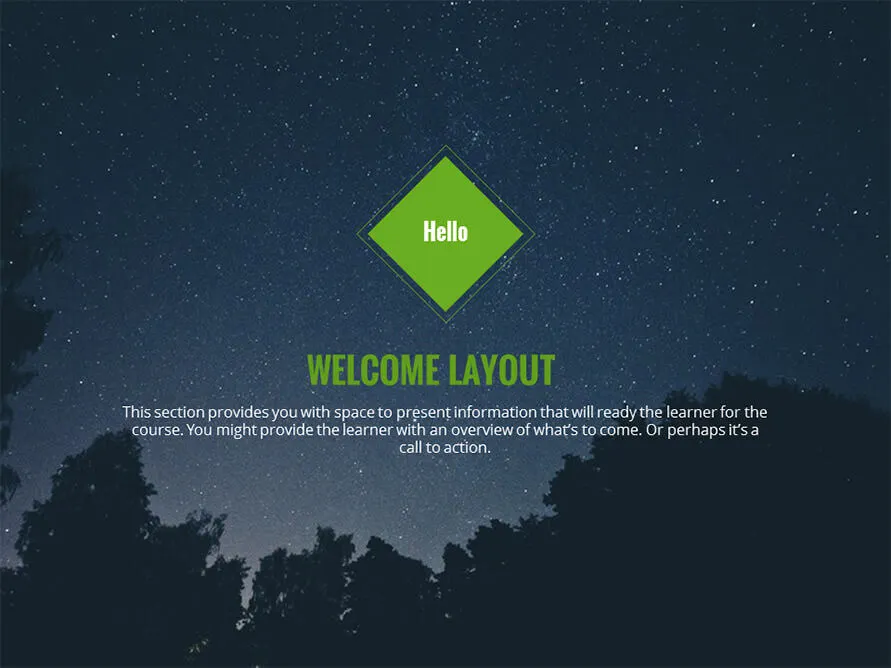 Hello
WELCOME LAYOUT
This section provides you with space to present information that will ready the learner for the
course. You might provide the learner with an overview of what’s to come. Or perhaps it’s a
call to action.